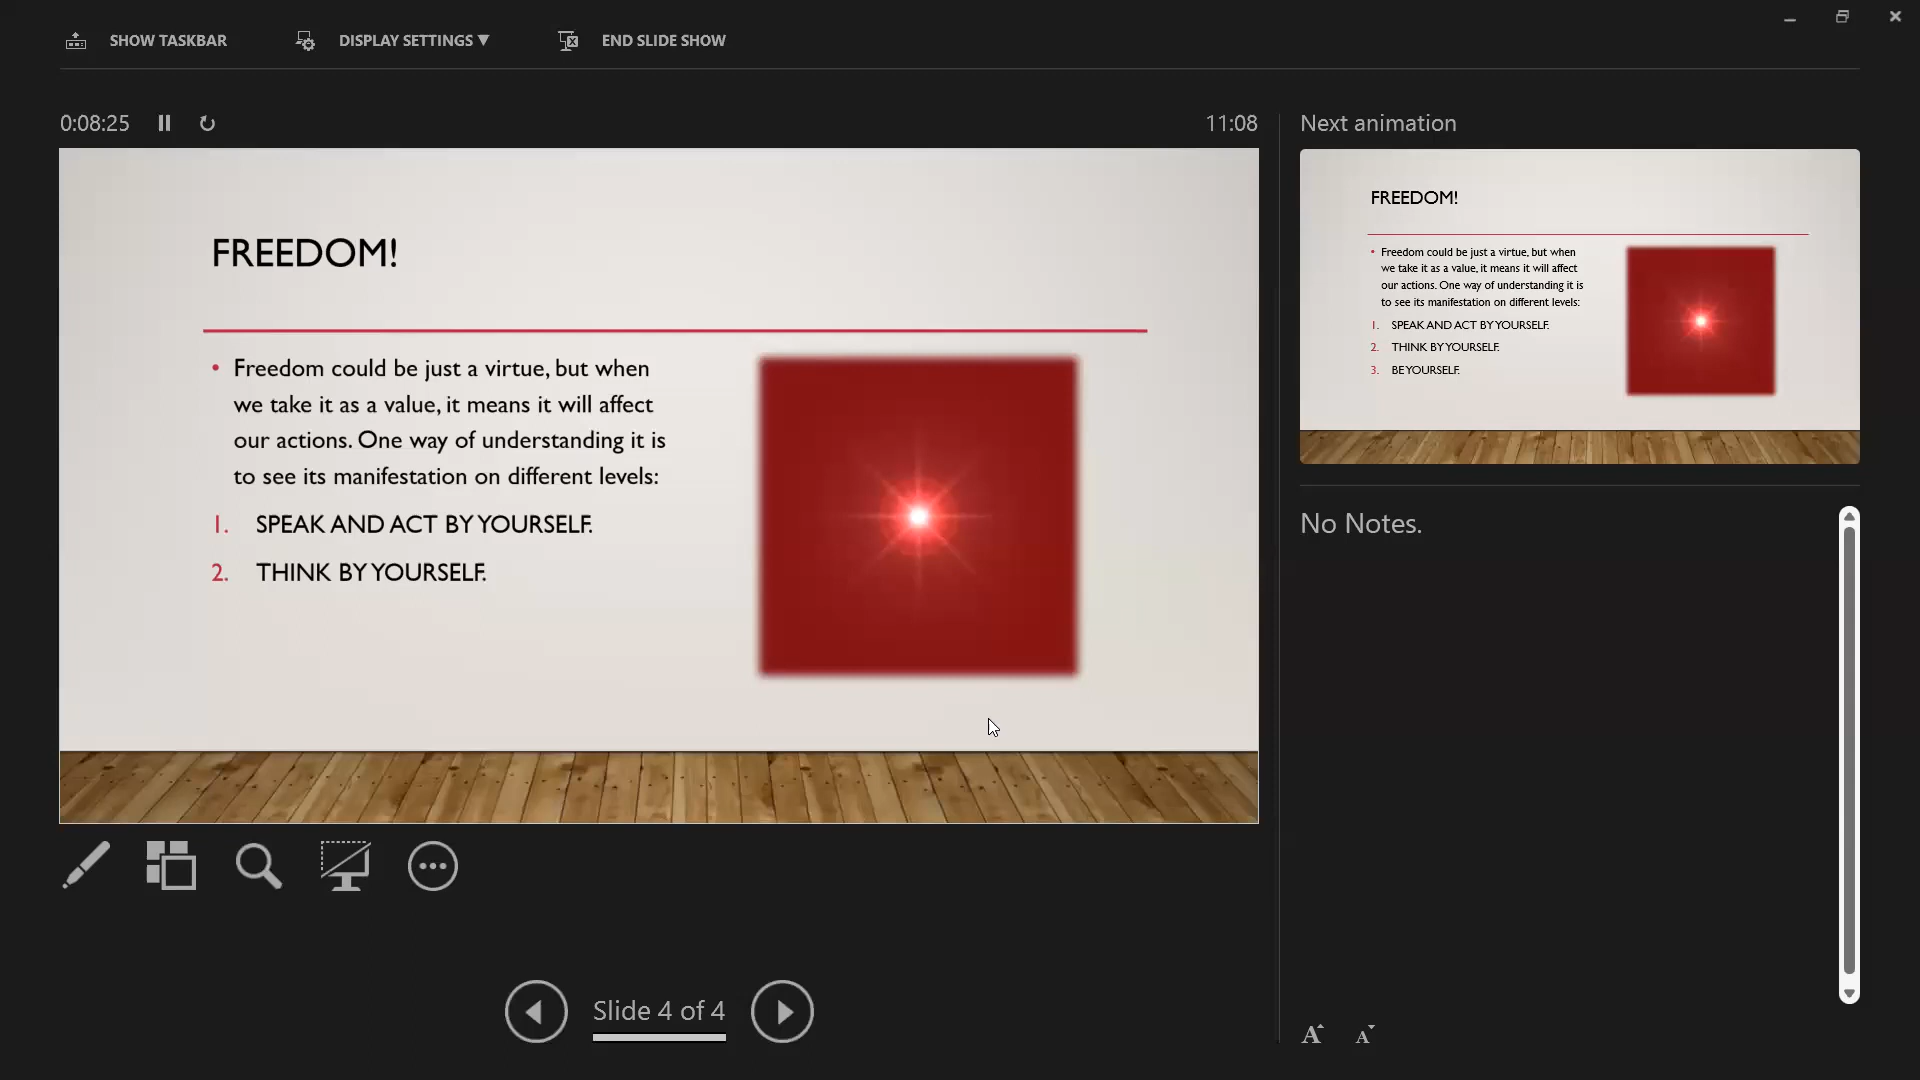 SHOW TASKBAR
DISPLAY SETTINGS ▼
END SLIDE SHOW
0:08:25
11:08
FREEDOM!
• Freedom could be just a virtue, but when
we take it as a value, it means it will affect
our actions. One way of understanding it is
to see its manifestation on different levels:
1. SPEAK AND ACT BY YOURSELF.
2. THINK BY YOURSELF.
Slide 4 of 4
Next animation
FREEDOM!
• Freedom could be just a virtue, but when
we take it as a value, it means it will affect
our actions. One way of understanding it is
to see its manifestation on different levels:
1. SPEAK AND ACT BY YOURSELF.
2. THINK BY YOURSELF.
3. BE YOURSELF.
No Notes.
A A